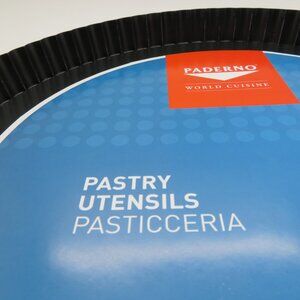 PADERNO
WORLD CUISINE
PASTRY
UTENSILS
PASTICCERIA